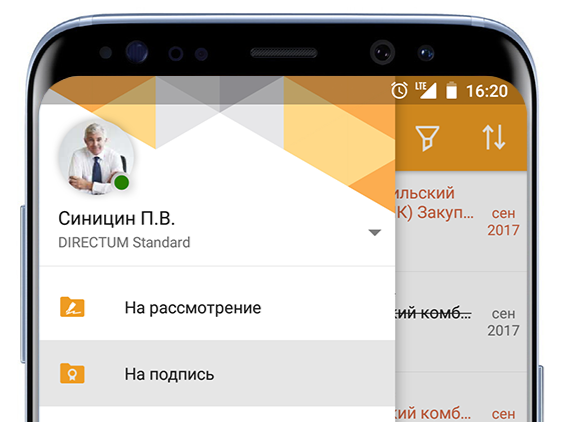 LTE 16:20
Синицин П.В.
DIRECTUM Standard
На рассмотрение
На подпись
ильский
К) Закуп...
сен
2017
ий комб...
сен
2017
кий комб...
сен